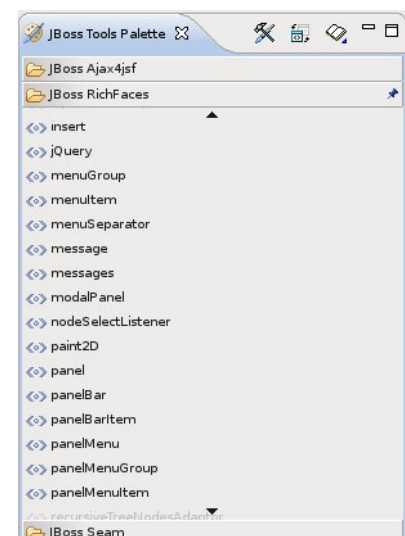 JBoss Tools Palette
JBoss Ajax4jsf
JBoss RichFaces
insert
jQuery
menuGroup
menuItem
menuSeparator
message
messages
modalPanel
nodeSelectListener
paint2D
panel
panelBar
panelBarItem
panelMenu
panelMenuGroup
panelMenuItem
recursiveTreeNodesAdaptor
JBoss Seam